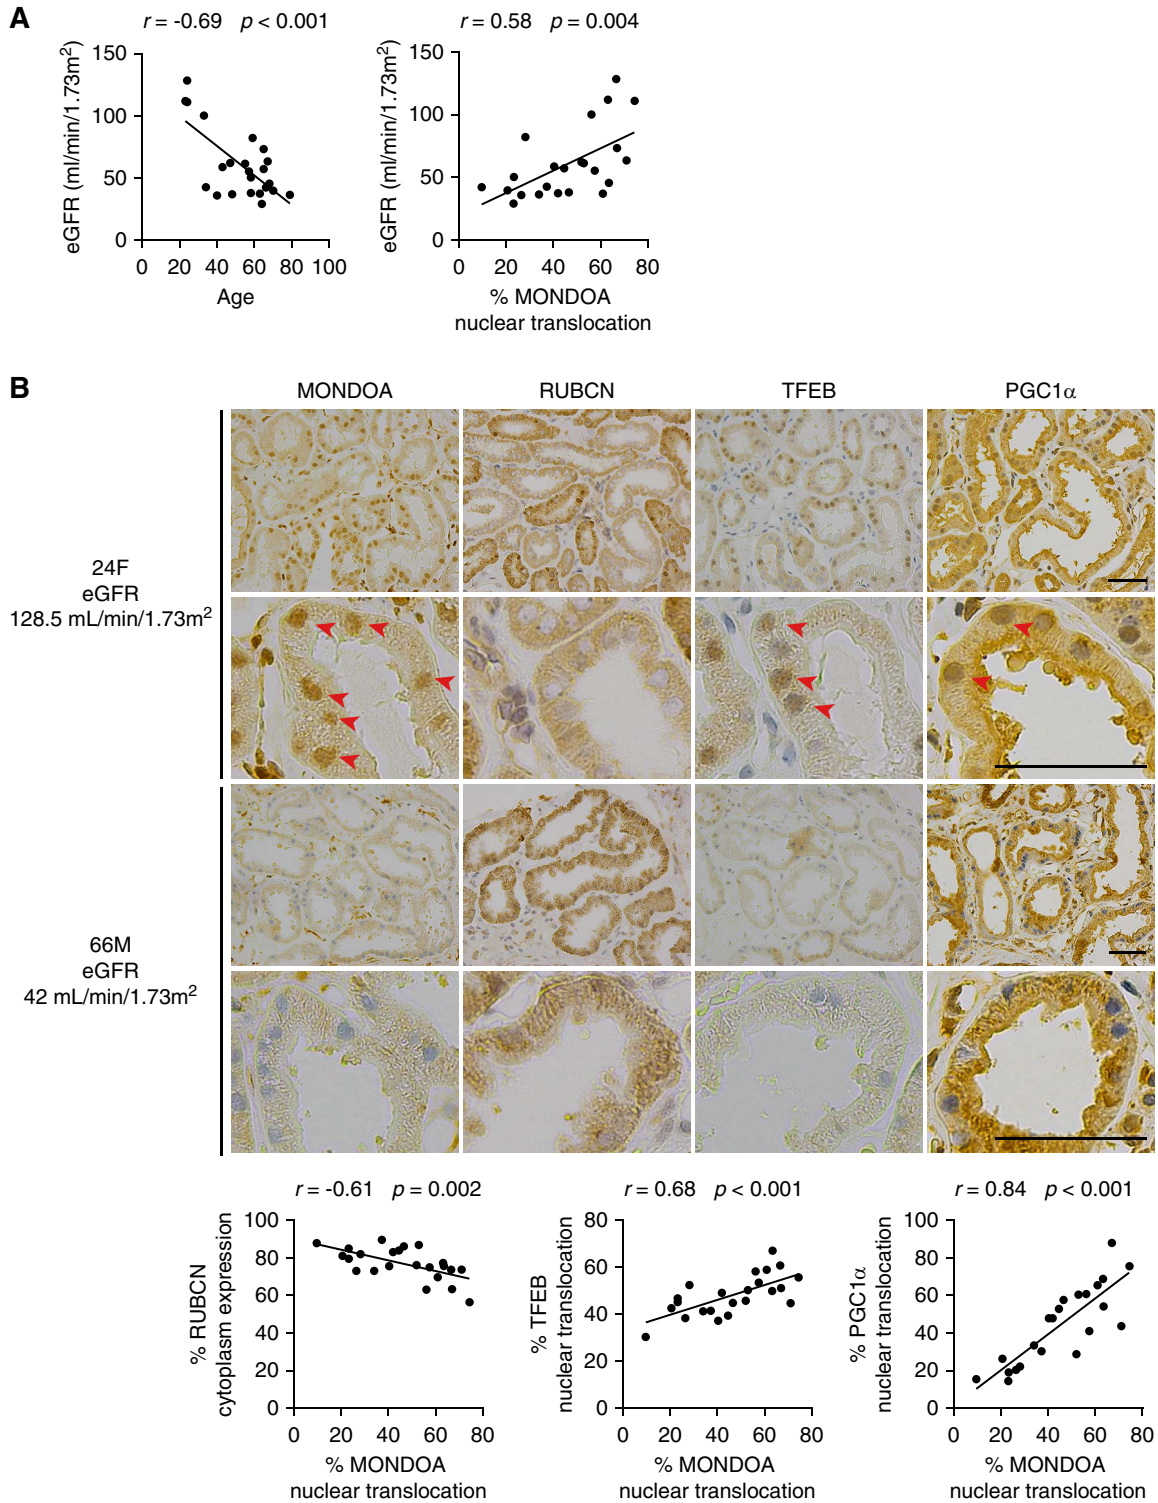 A
r = -0.69 p < 0.001
r = 0.58 p = 0.004
eGFR (ml/min/1.73m²)
150
100
50
0
0 20 40 60 80 100
Age
eGFR (ml/min/1.73m²)
150
100
50
0
0 20 40 60 80
% MONDOA
nuclear translocation
B
MONDOA RUBCN TFEB PGC1α
24F
eGFR
128.5 mL/min/1.73m²
66M
eGFR
42 mL/min/1.73m²
r = -0.61 p = 0.002
% RUBCN
cytoplasm expression
100
80
60
40
20
0
0 20 40 60 80
% MONDOA
nuclear translocation
r = 0.68 p < 0.001
% TFEB
nuclear translocation
80
60
40
20
0
0 20 40 60 80
% MONDOA
nuclear translocation
r = 0.84 p < 0.001
% PGC1α
nuclear translocation
100
80
60
40
20
0
0 20 40 60 80
% MONDOA
nuclear translocation